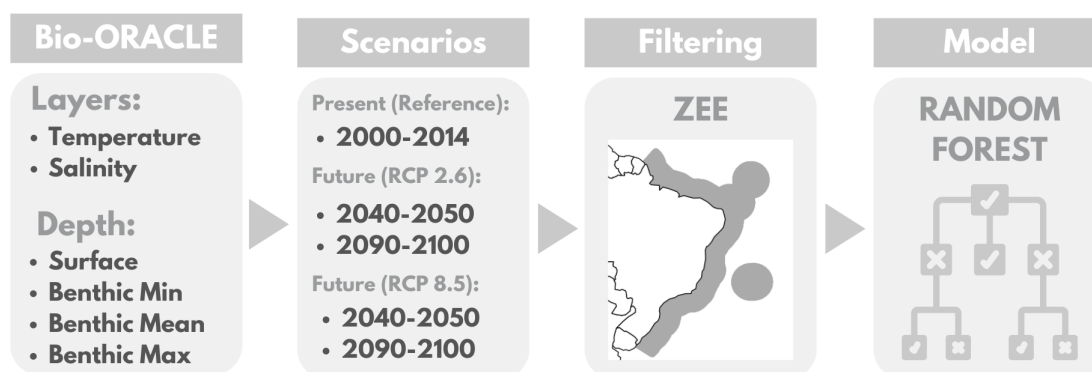 Bio-ORACLE
Layers:
• Temperature
• Salinity
Depth:
• Surface
• Benthic Min
• Benthic Mean
• Benthic Max
Scenarios
Present (Reference):
• 2000-2014
Future (RCP 2.6):
• 2040-2050
• 2090-2100
Future (RCP 8.5):
• 2040-2050
• 2090-2100
Filtering
ZEE
Model
RANDOM
FOREST